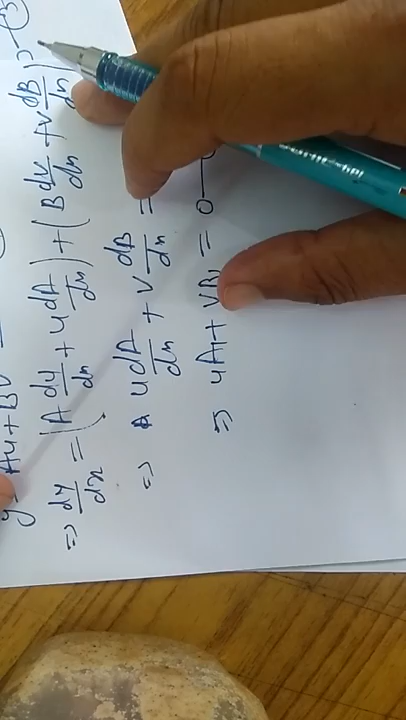 y = Au + Bv
⇒ dy/dx = (A du/dx + u dA/dx) + (B dv/dx + v dB/dx) — (3)
⇒ u dA/dx + v dB/dx =
⇒ uA₁ + vB₁ = 0 —